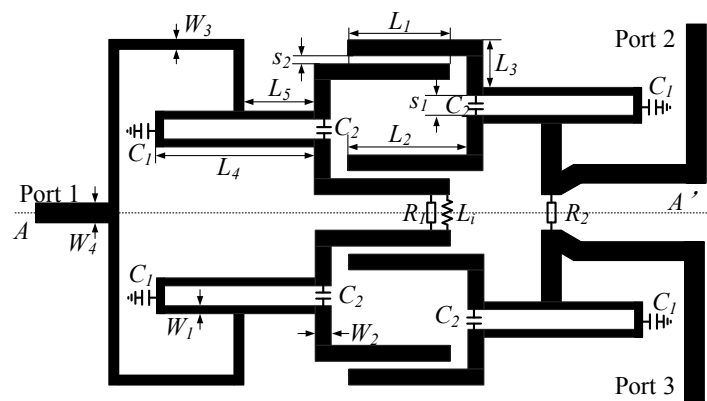 W3
L1
Port 2
s2
L3
L5
s1
C2
C1
C2
C1
L4
L2
Port 1
A
W4
R1
Li
R2
A'
C1
C2
C2
C1
W1
W2
Port 3